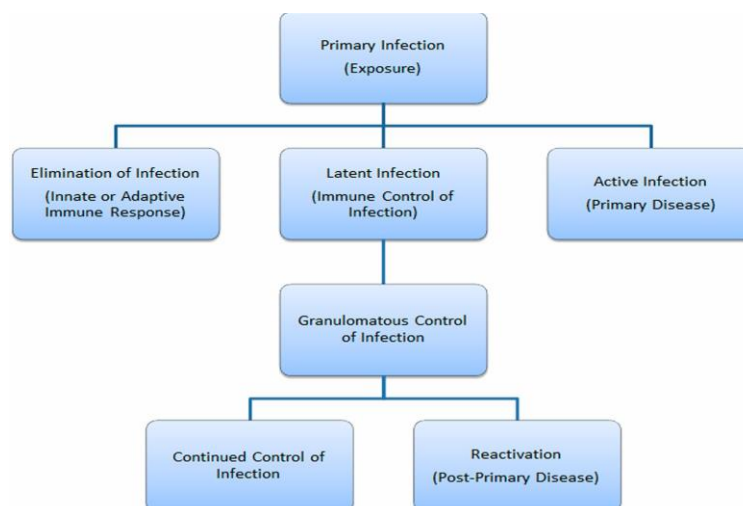 Primary Infection
(Exposure)
Elimination of Infection
(Innate or Adaptive
Immune Response)
Latent Infection
(Immune Control of
Infection)
Active Infection
(Primary Disease)
Granulomatous Control
of Infection
Continued Control of
Infection
Reactivation
(Post-Primary Disease)